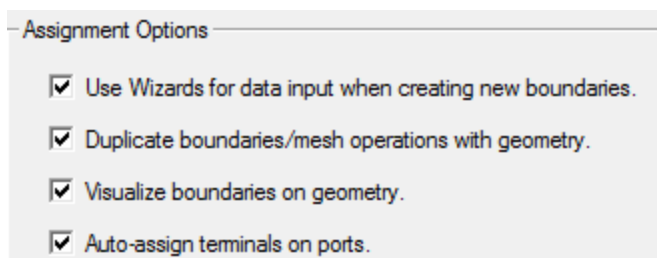 Assignment Options
Use Wizards for data input when creating new boundaries.
Duplicate boundaries/mesh operations with geometry.
Visualize boundaries on geometry.
Auto-assign terminals on ports.